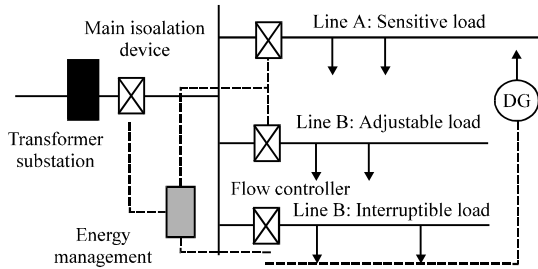 Main isoalation
device
Line A: Sensitive load
DG
Transformer
substation
Line B: Adjustable load
Flow controller
Line B: Interruptible load
Energy
management